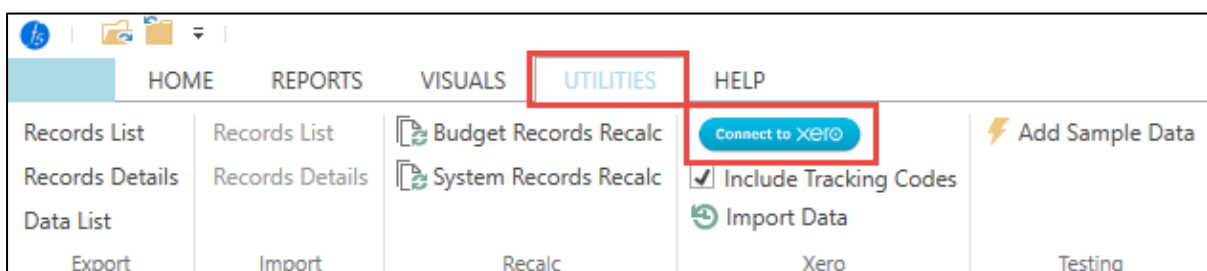 f5
HOME REPORTS VISUALS UTILITIES HELP
Records List Records List Budget Records Recalc Connect to xero Add Sample Data
Records Details Records Details System Records Recalc Include Tracking Codes
Data List Import Data
Export Import Recalc Xero Testing